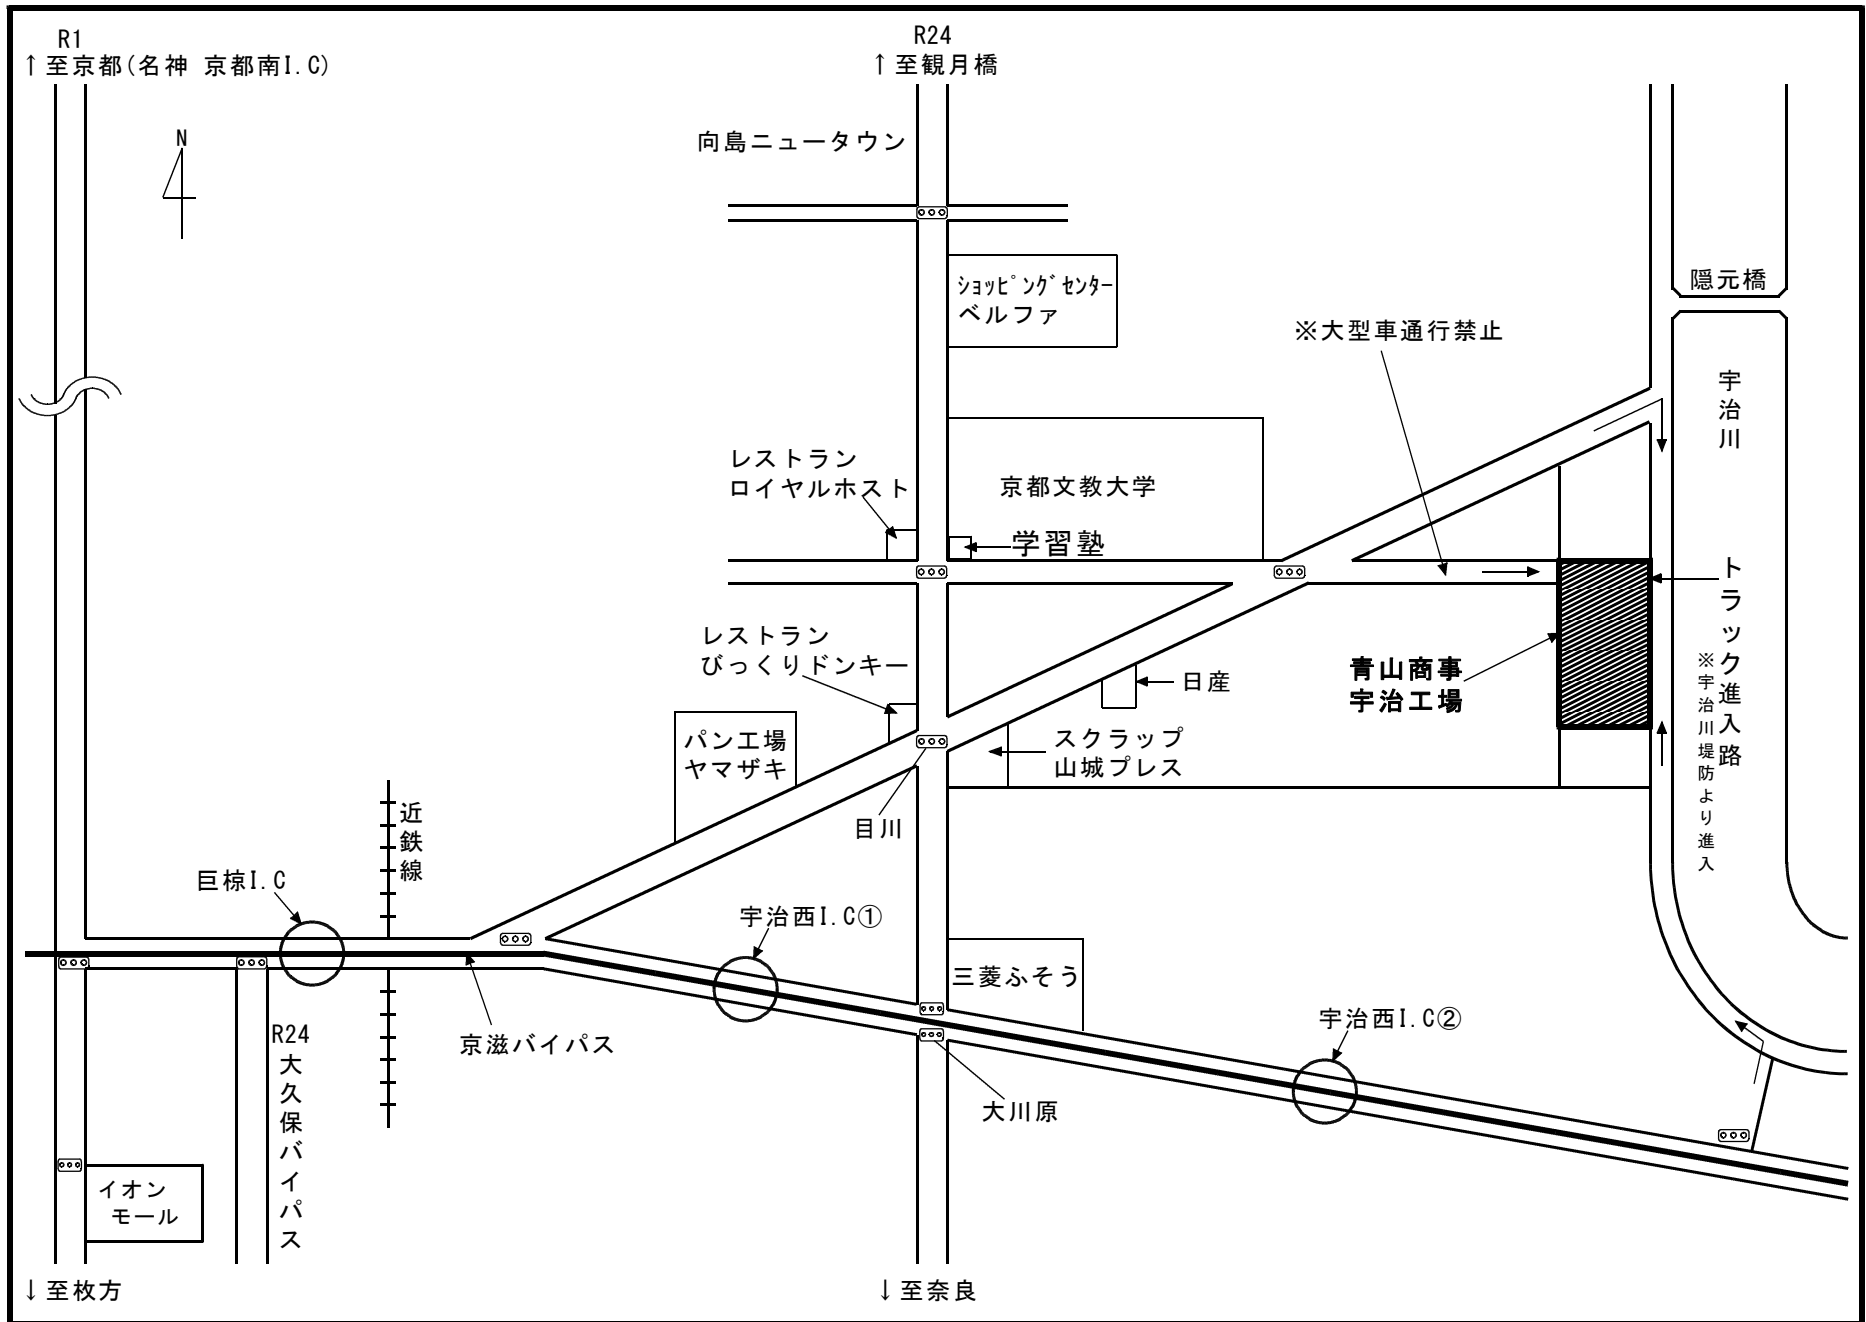 R1
↑至京都(名神 京都南I.C)
R24
↑至観月橋
N
向島ニュータウン
ショッピングセンター
ベルファ
隠元橋
※大型車通行禁止
宇治川
レストラン
ロイヤルホスト
京都文教大学
学習塾
トラック進入路
※宇治川堤防より進入
レストラン
びっくりドンキー
日産
青山商事
宇治工場
パン工場
ヤマザキ
スクラップ
山城プレス
目川
近鉄線
巨椋I.C
宇治西I.C①
三菱ふそう
宇治西I.C②
京滋バイパス
R24
大久保バイパス
大川原
イオン
モール
↓至枚方
↓至奈良